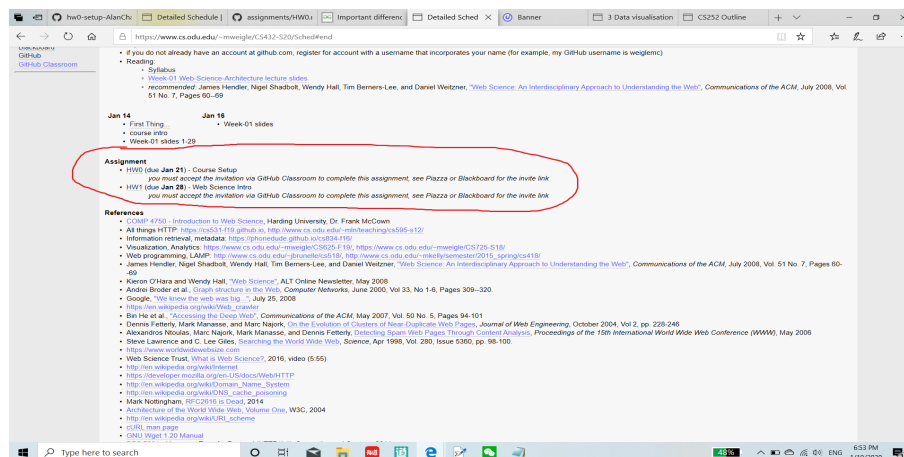 hw0-setup-AlanCh
Detailed Schedule |
assignments/HW0.r
Important differenc
Detailed Sched
Banner
3 Data visualisation
CS252 Outline
https://www.cs.odu.edu/~mweigle/CS432-S20/Sched#end
GitHub
GitHub Classroom
if you do not already have an account at github.com, register for account with a username that incorporates your name (for example, my GitHub username is weiglemc)
Reading:
Syllabus
Week-01 Web-Science-Architecture lecture slides
recommended: James Hendler, Nigel Shadbolt, Wendy Hall, Tim Berners-Lee, and Daniel Weitzner, "Web Science: An Interdisciplinary Approach to Understanding the Web", Communications of the ACM, July 2008, Vol.
51 No. 7, Pages 60--69
Jan 14 Jan 16
First Thing... Week-01 slides
course intro
Week-01 slides 1-29
Assignment
HW0 (due Jan 21) - Course Setup
you must accept the invitation via GitHub Classroom to complete this assignment, see Piazza or Blackboard for the invite link
HW1 (due Jan 28) - Web Science Intro
you must accept the invitation via GitHub Classroom to complete this assignment, see Piazza or Blackboard for the invite link
References
COMP 4750 - Introduction to Web Science, Harding University, Dr. Frank McCown
All things HTTP: https://cs531-f19.github.io, http://www.cs.odu.edu/~mln/teaching/cs595-s12/
Information retrieval, metadata: https://phonedude.github.io/cs834-f16/
Visualization, Analytics: https://www.cs.odu.edu/~mweigle/CS625-F19/, https://www.cs.odu.edu/~mweigle/CS725-S18/
Web programming, LAMP: http://www.cs.odu.edu/~jbrunelle/cs518/, http://www.cs.odu.edu/~mkelly/semester/2015_spring/cs418/
James Hendler, Nigel Shadbolt, Wendy Hall, Tim Berners-Lee, and Daniel Weitzner, "Web Science: An Interdisciplinary Approach to Understanding the Web", Communications of the ACM, July 2008, Vol. 51 No. 7, Pages 60-
-69
Kieron O'Hara and Wendy Hall, "Web Science", ALT Online Newsletter, May 2008
Andrei Broder et al., Graph structure in the Web, Computer Networks, June 2000, Vol 33, No 1-6, Pages 309--320.
Google, "We knew the web was big...", July 25, 2008
https://en.wikipedia.org/wiki/Web_crawler
Bin He et al., "Accessing the Deep Web", Communications of the ACM, May 2007, Vol. 50 No. 5, Pages 94-101
Dennis Fetterly, Mark Manasse, and Marc Najork, On the Evolution of Clusters of Near-Duplicate Web Pages, Journal of Web Engineering, October 2004, Vol 2, pp. 228-246
Alexandros Ntoulas, Marc Najork, Mark Manasse, and Dennis Fetterly, Detecting Spam Web Pages Through Content Analysis, Proceedings of the 15th International World Wide Web Conference (WWW), May 2006
Steve Lawrence and C. Lee Giles, Searching the World Wide Web, Science, Apr 1998, Vol. 280, Issue 5360, pp. 98-100.
https://www.worldwidewebsize.com
Web Science Trust, What is Web Science?, 2016, video (5:55)
http://en.wikipedia.org/wiki/Internet
https://developer.mozilla.org/en-US/docs/Web/HTTP
http://en.wikipedia.org/wiki/Domain_Name_System
http://en.wikipedia.org/wiki/DNS_cache_poisoning
Mark Nottingham, RFC2616 is Dead, 2014
Architecture of the World Wide Web, Volume One, W3C, 2004
http://en.wikipedia.org/wiki/URI_scheme
cURL man page
GNU Wget 1.20 Manual
Type here to search
48%
ENG
6:53 PM